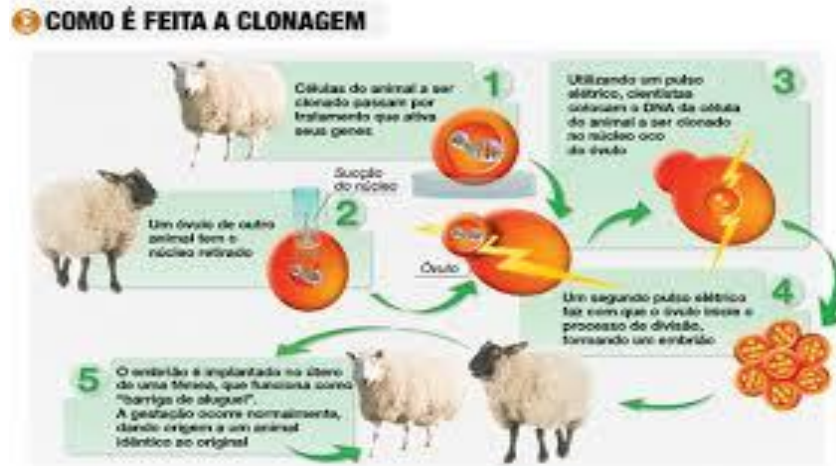 COMO É FEITA A CLONAGEM
1
Células do animal a ser
clonado passam por
tratamento que ativa
seus genes
3
Utilizando um pulso
elétrico, cientistas
colocam o DNA da célula
do animal a ser clonado
no núcleo oco
do óvulo
Sucção
do núcleo
2
Um óvulo de outro
animal tem o
núcleo retirado
Óvulo
4
Um segundo pulso elétrico
faz com que o óvulo inicie o
processo de divisão,
formando um embrião
5
O embrião é implantado no útero
de uma fêmea, que funciona como
"barriga de aluguel".
A gestação ocorre normalmente,
dando origem a um animal
idêntico ao original